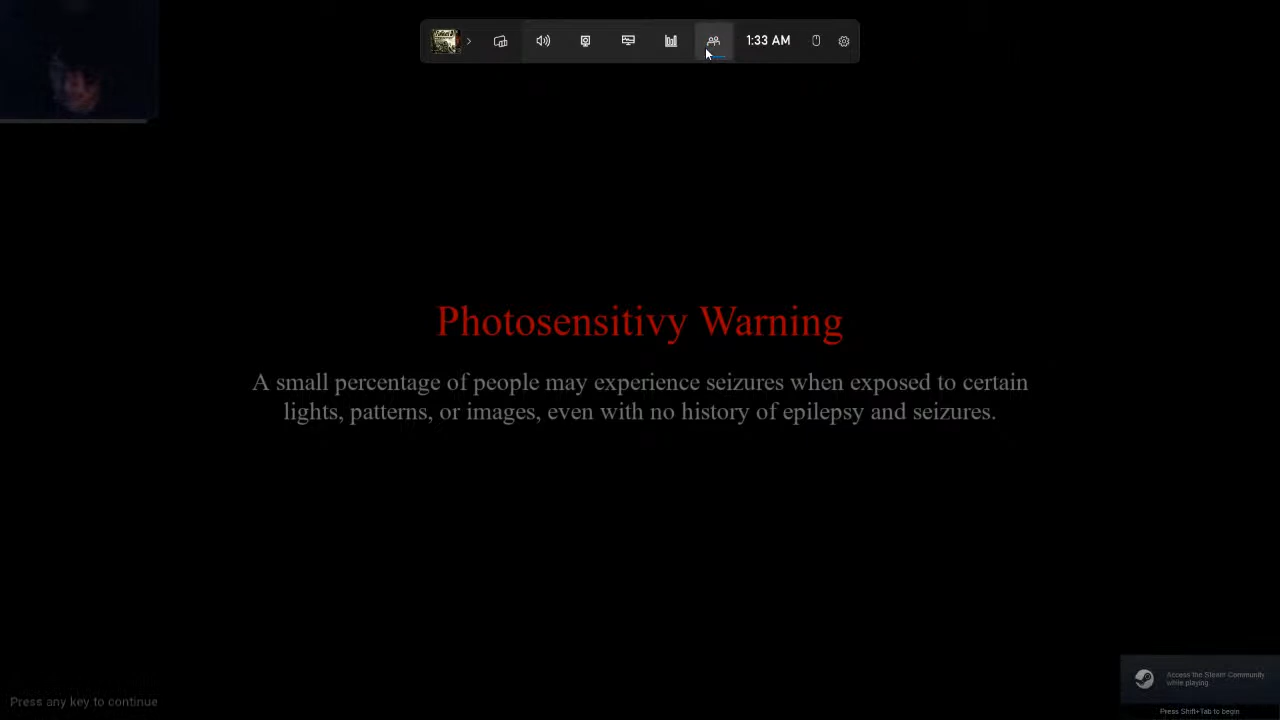 1:33 AM
Photosensitivy Warning
A small percentage of people may experience seizures when exposed to certain
lights, patterns, or images, even with no history of epilepsy and seizures.
Press any key to continue
Access the Steam Community
while playing.
Press Shift+Tab to begin